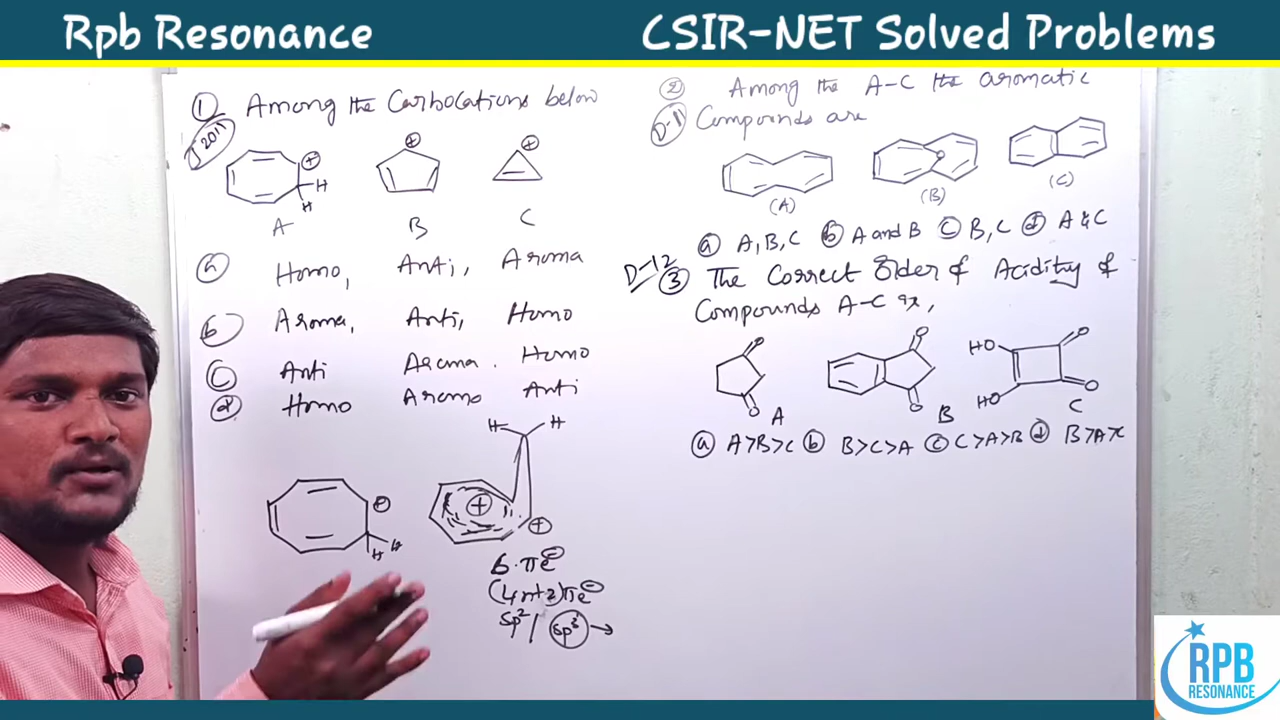 Rpb Resonance
CSIR-NET Solved Problems
① Among the Carbocations below
J 2011
⊕ H H A
⊕ B
⊕ C
ⓐ Homo, Anti, Aroma
ⓑ Aroma, Anti, Homo
ⓒ Anti Aroma. Homo
ⓓ Homo Aromo Anti
⊖ H H
H H ⊕ ⊕
6·πe⊖
(4n+2)πe⊖
sp²/ sp³ →
② Among the A-C the aromatic
D-11 Compounds are
(A) (B) (C)
ⓐ A, B, C ⓑ A and B ⓒ B, C ⓓ A & C
D-12 ③ The Correct Order of Acidity of
Compounds A-C
O O A
O O B
HO HO O O C
ⓐ A>B>C ⓑ B>C>A ⓒ C>A>B ⓓ B>A>C
RPB
RESONANCE